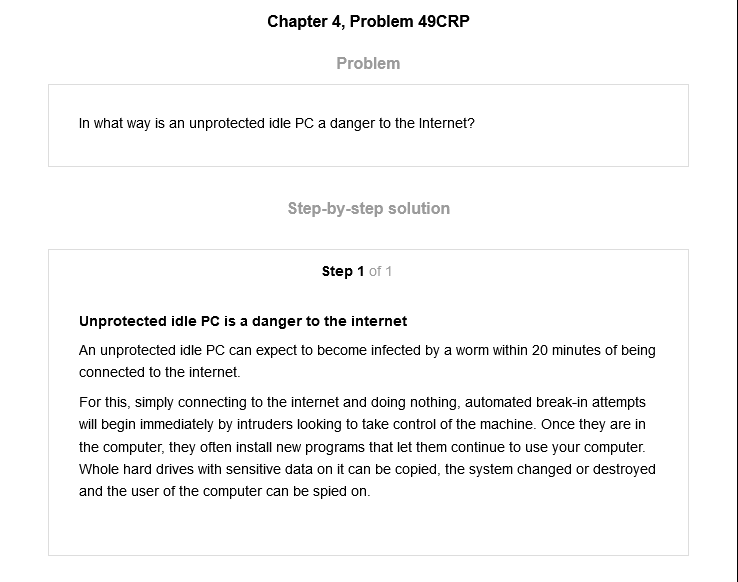 Chapter 4, Problem 49CRP
Problem
In what way is an unprotected idle PC a danger to the Internet?
Step-by-step solution
Step 1 of 1
Unprotected idle PC is a danger to the internet
An unprotected idle PC can expect to become infected by a worm within 20 minutes of being
connected to the internet.
For this, simply connecting to the internet and doing nothing, automated break-in attempts
will begin immediately by intruders looking to take control of the machine. Once they are in
the computer, they often install new programs that let them continue to use your computer.
Whole hard drives with sensitive data on it can be copied, the system changed or destroyed
and the user of the computer can be spied on.